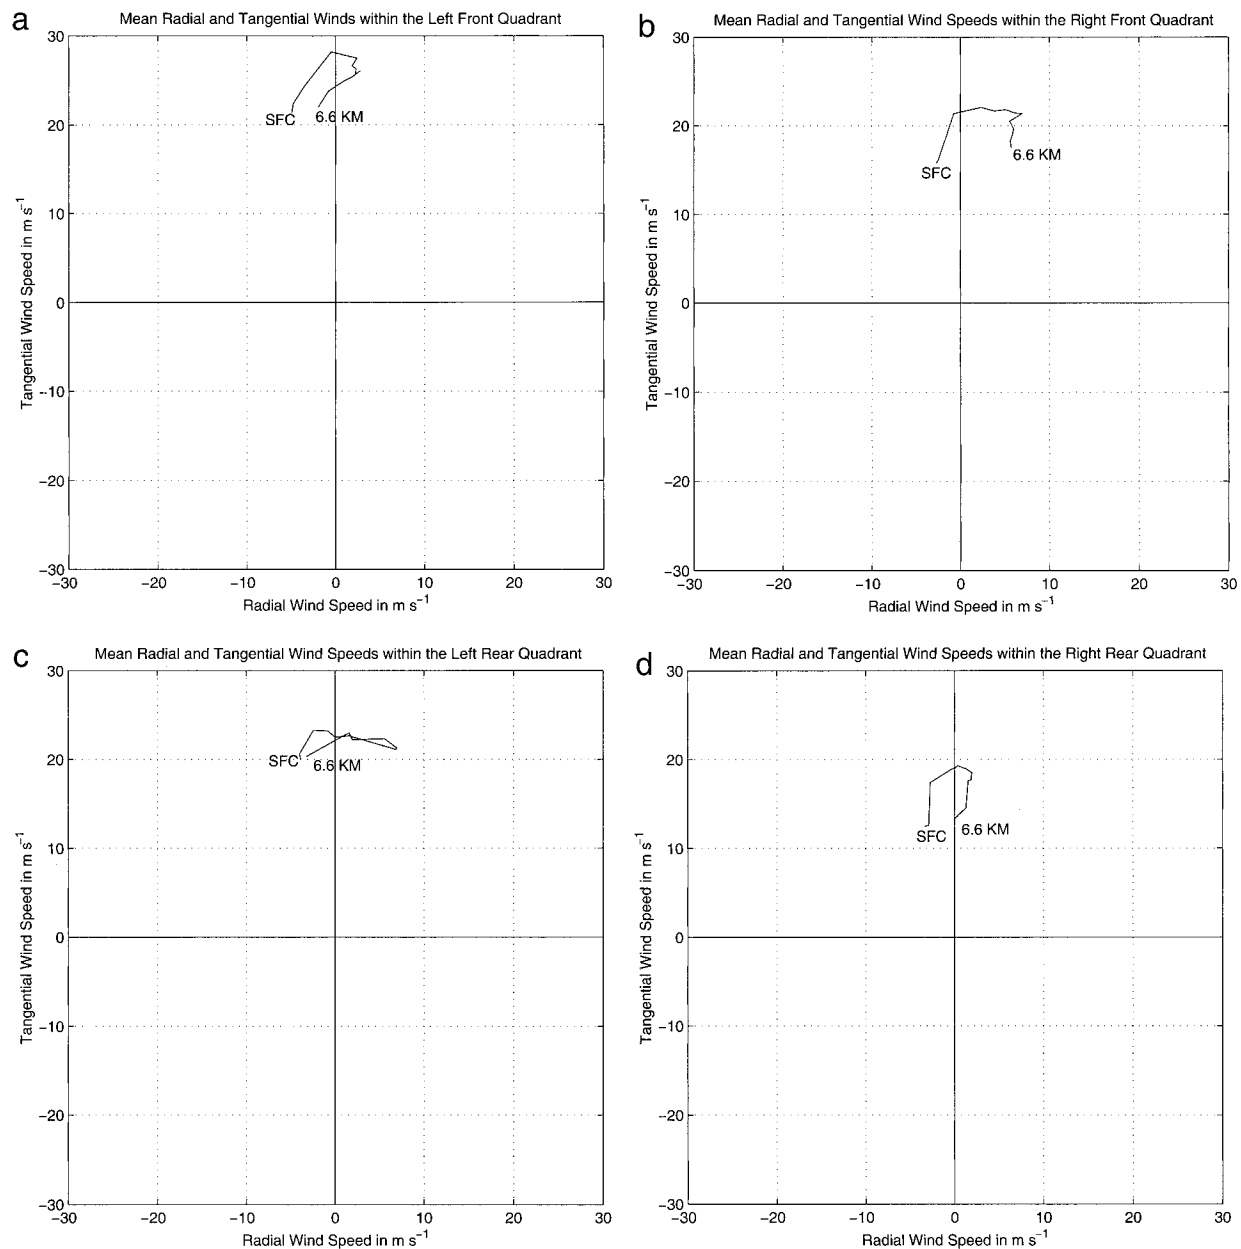 a
Mean Radial and Tangential Winds within the Left Front Quadrant
30
20
10
0
−10
−20
−30
Tangential Wind Speed in m s−1
SFC
6.6 KM
−30 −20 −10 0 10 20 30
Radial Wind Speed in m s−1
b
Mean Radial and Tangential Wind Speeds within the Right Front Quadrant
30
20
10
0
−10
−20
−30
Tangential Wind Speed in m s−1
6.6 KM
SFC
−30 −20 −10 0 10 20 30
Radial Wind Speed in m s−1
c
Mean Radial and Tangential Wind Speeds within the Left Rear Quadrant
30
20
10
0
−10
−20
−30
Tangential Wind Speed in m s−1
SFC
6.6 KM
−30 −20 −10 0 10 20 30
Radial Wind Speed in m s−1
d
Mean Radial and Tangential Wind Speeds within the Right Rear Quadrant
30
20
10
0
−10
−20
−30
Tangential Wind Speed in m s−1
6.6 KM
SFC
−30 −20 −10 0 10 20 30
Radial Wind Speed in m s−1